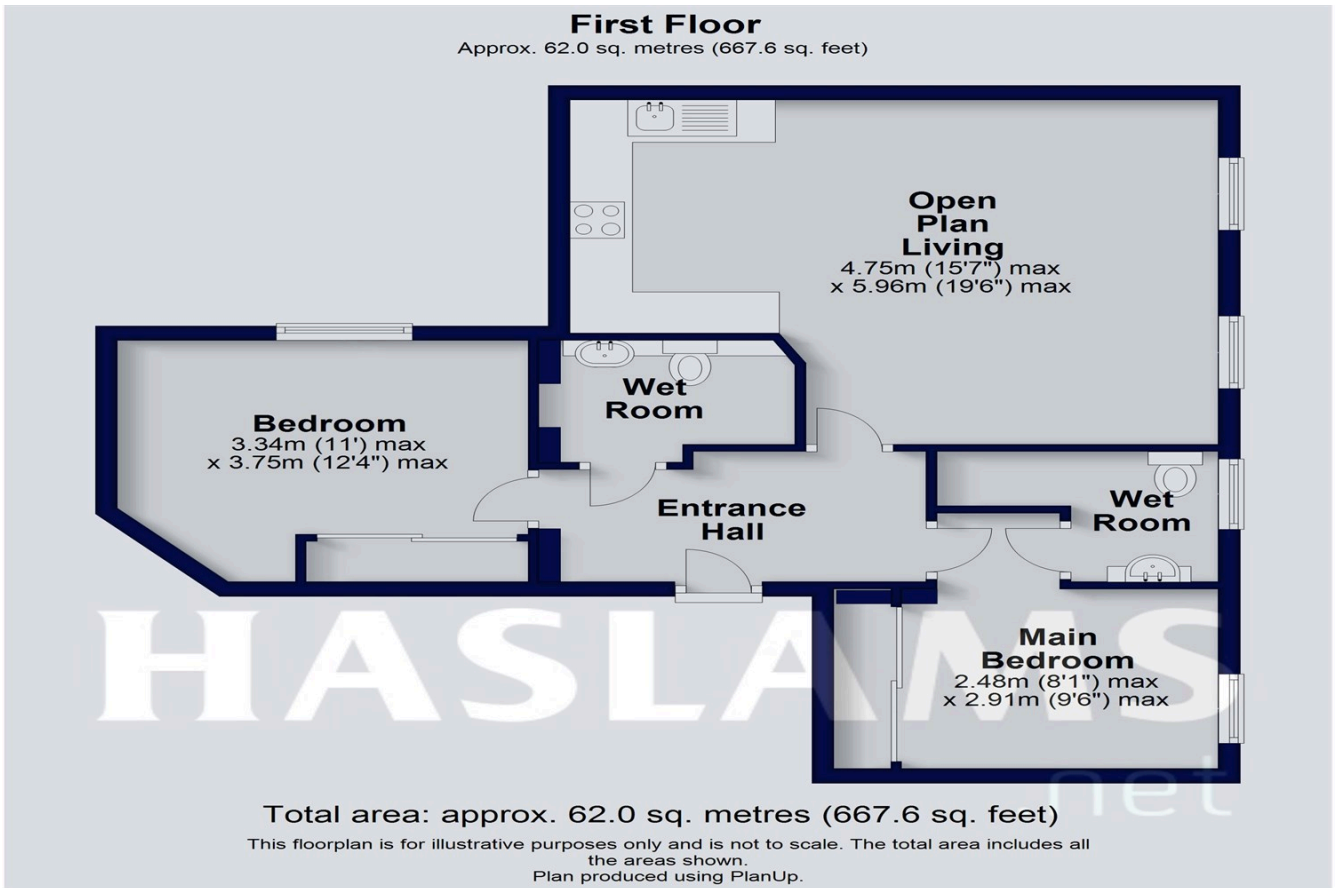 First Floor
Approx. 62.0 sq. metres (667.6 sq. feet)
Open
Plan
Living
4.75m (15'7") max
x 5.96m (19'6") max
Wet
Room
Bedroom
3.34m (11') max
x 3.75m (12'4") max
Entrance
Hall
Wet
Room
Main
Bedroom
2.48m (8'1") max
x 2.91m (9'6") max
HASLAMS
.net
Total area: approx. 62.0 sq. metres (667.6 sq. feet)
This floorplan is for illustrative purposes only and is not to scale. The total area includes all
the areas shown.
Plan produced using PlanUp.